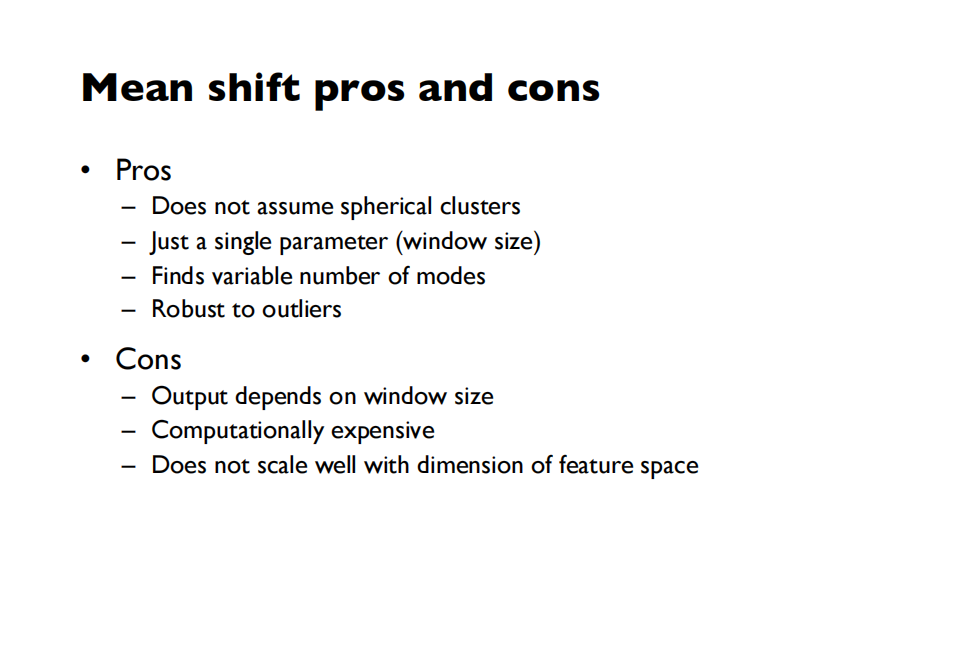 Mean shift pros and cons
• Pros
– Does not assume spherical clusters
– Just a single parameter (window size)
– Finds variable number of modes
– Robust to outliers
• Cons
– Output depends on window size
– Computationally expensive
– Does not scale well with dimension of feature space